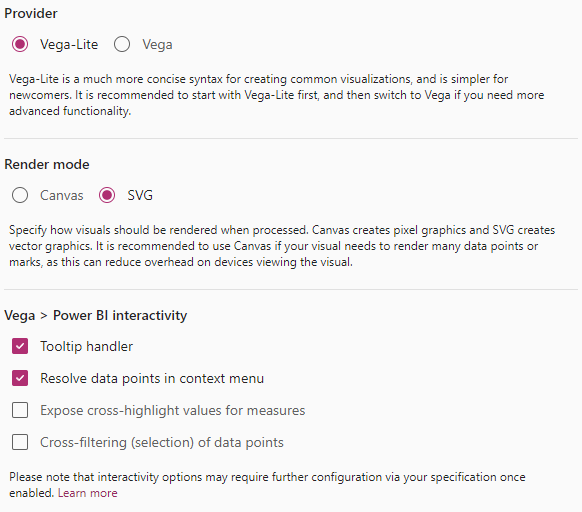 Provider
Vega-Lite Vega
Vega-Lite is a much more concise syntax for creating common visualizations, and is simpler for
newcomers. It is recommended to start with Vega-Lite first, and then switch to Vega if you need more
advanced functionality.
Render mode
Canvas SVG
Specify how visuals should be rendered when processed. Canvas creates pixel graphics and SVG creates
vector graphics. It is recommended to use Canvas if your visual needs to render many data points or
marks, as this can reduce overhead on devices viewing the visual.
Vega > Power BI interactivity
Tooltip handler
Resolve data points in context menu
Expose cross-highlight values for measures
Cross-filtering (selection) of data points
Please note that interactivity options may require further configuration via your specification once
enabled. Learn more